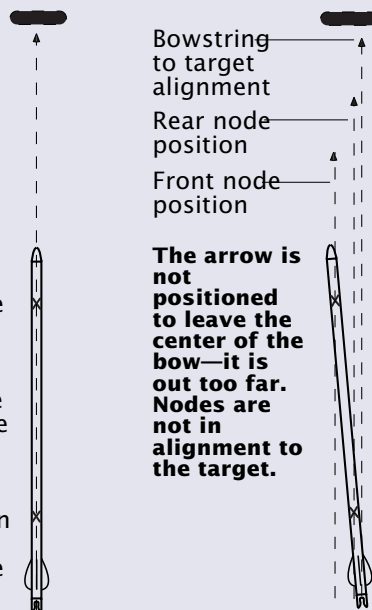 Bowstring
to target
alignment
Rear node
position
Front node
position
The arrow is
not
positioned
to leave the
center of the
bow—it is
out too far.
Nodes are
not in
alignment to
the target.